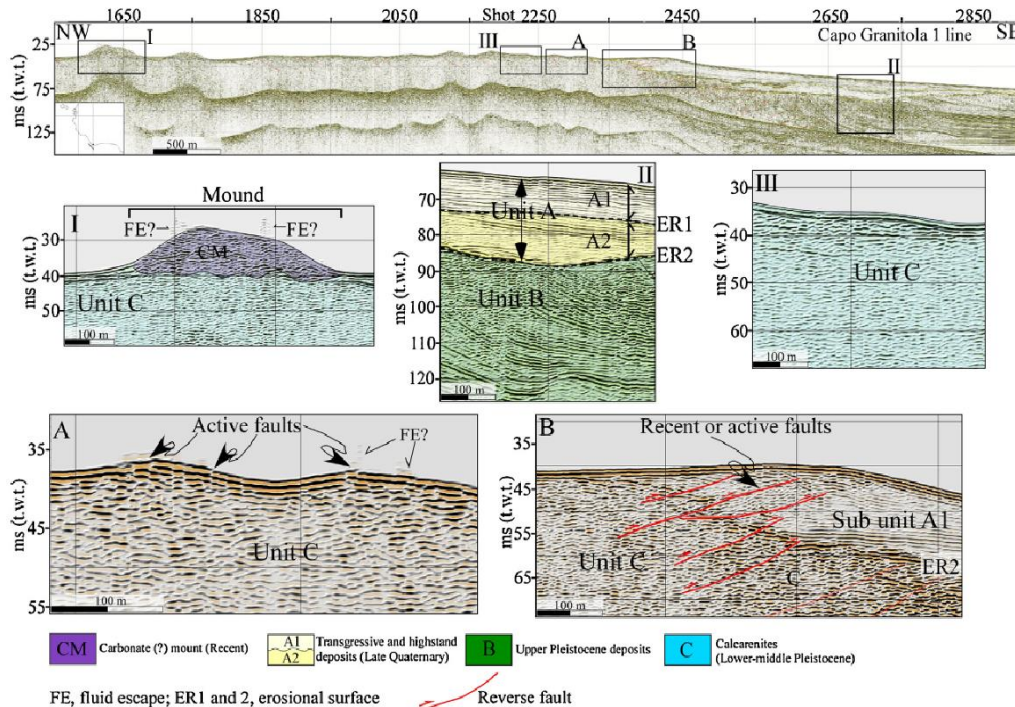 1650 1850 2050 Shot 2250 2450 2650 2850
NW I III A B Capo Granitola 1 line II SE
ms (t.w.t.)
25
75
125
500 m
Mound
I
FE? FE?
CM
Unit C
ms (t.w.t.)
30
40
50
100 m
II
Unit A
A1
ER1
A2
ER2
Unit B
ms (t.w.t.)
70
80
90
100
110
120
100 m
III
Unit C
ms (t.w.t.)
30
40
50
60
100 m
A
Active faults
FE?
Unit C
ms (t.w.t.)
35
45
55
100 m
B
Recent or active faults
Sub unit A1
Unit C
ER2
C
ms (t.w.t.)
35
45
55
65
100 m
CM Carbonate (?) mount (Recent)
A1 Transgressive and highstand
A2 deposits (Late Quaternary)
B Upper Pleistocene deposits
C Calcarenites
(Lower-middle Pleistocene)
FE, fluid escape; ER1 and 2, erosional surface
Reverse fault